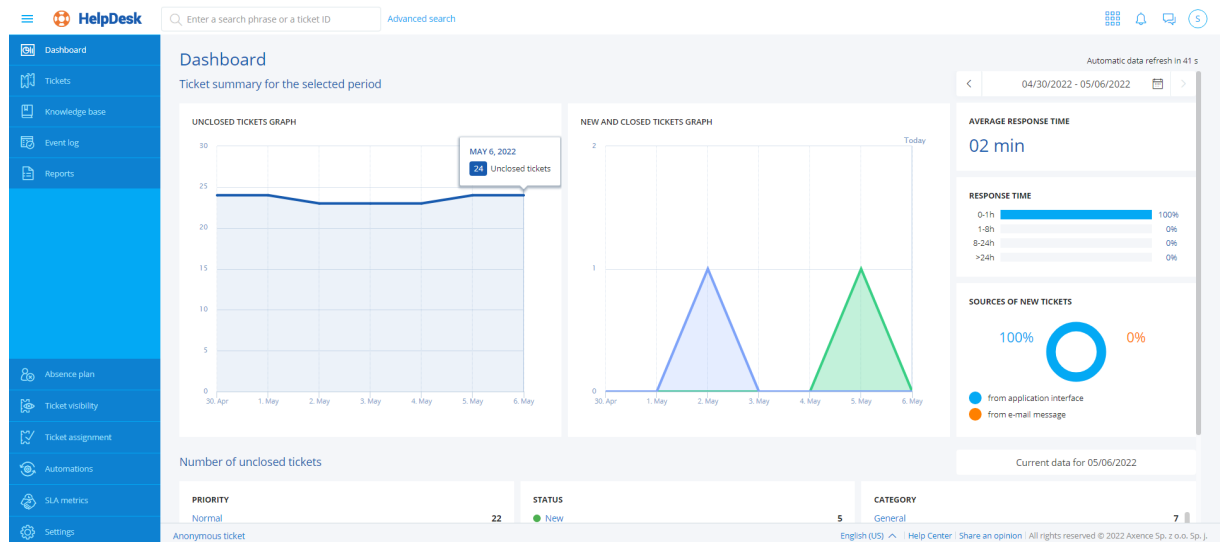 HelpDesk
Enter a search phrase or a ticket ID
Advanced search
S
Dashboard
Tickets
Knowledge base
Event log
Reports
Absence plan
Ticket visibility
Ticket assignment
Automations
SLA metrics
Settings
Dashboard
Automatic data refresh in 41 s
Ticket summary for the selected period
04/30/2022 - 05/06/2022
UNCLOSED TICKETS GRAPH
30
25
20
15
10
5
0
30. Apr 1. May 2. May 3. May 4. May 5. May 6. May
MAY 6, 2022
24 Unclosed tickets
NEW AND CLOSED TICKETS GRAPH
Today
2
1
0
30. Apr 1. May 2. May 3. May 4. May 5. May 6. May
AVERAGE RESPONSE TIME
02 min
RESPONSE TIME
0-1h 100%
1-8h 0%
8-24h 0%
>24h 0%
SOURCES OF NEW TICKETS
100% 0%
from application interface
from e-mail message
Number of unclosed tickets
Current data for 05/06/2022
PRIORITY
Normal 22
STATUS
New 5
CATEGORY
General 7
Anonymous ticket
English (US) | Help Center | Share an opinion | All rights reserved © 2022 Axence Sp. z o.o. Sp. j.